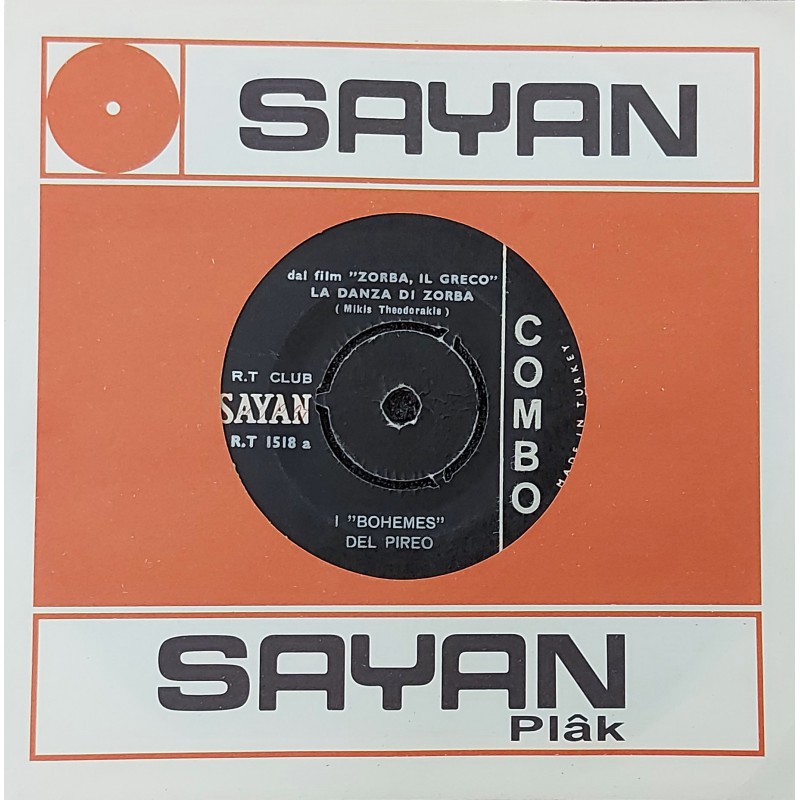 SAYAN
dal film "ZORBA, IL GRECO"
LA DANZA DI ZORBA
( Mikis Theodorakis )
R.T CLUB
SAYAN
R.T 1518 a
COMBO
MADE IN TURKEY
I "BOHEMES"
DEL PIREO
SAYAN
Plâk